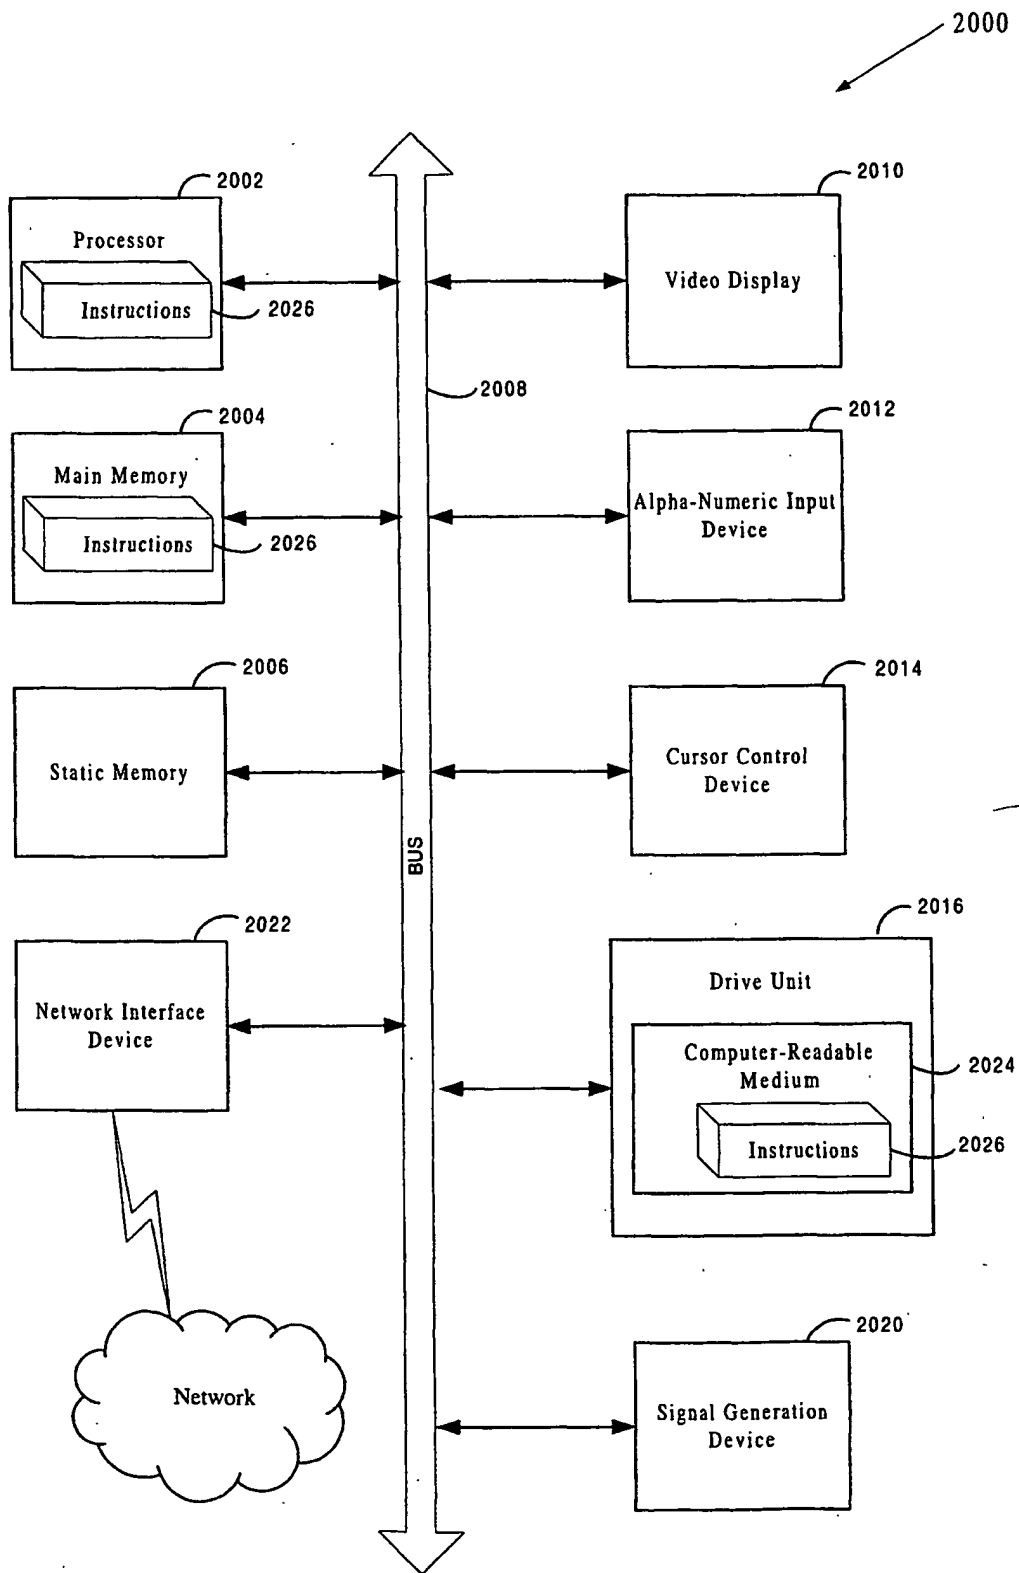 2000
2002
Processor
Instructions
2026
2004
Main Memory
Instructions
2026
2006
Static Memory
2022
Network Interface
Device
Network
BUS
2008
2010
Video Display
2012
Alpha-Numeric Input
Device
2014
Cursor Control
Device
2016
Drive Unit
Computer-Readable
Medium
2024
Instructions
2026
2020
Signal Generation
Device